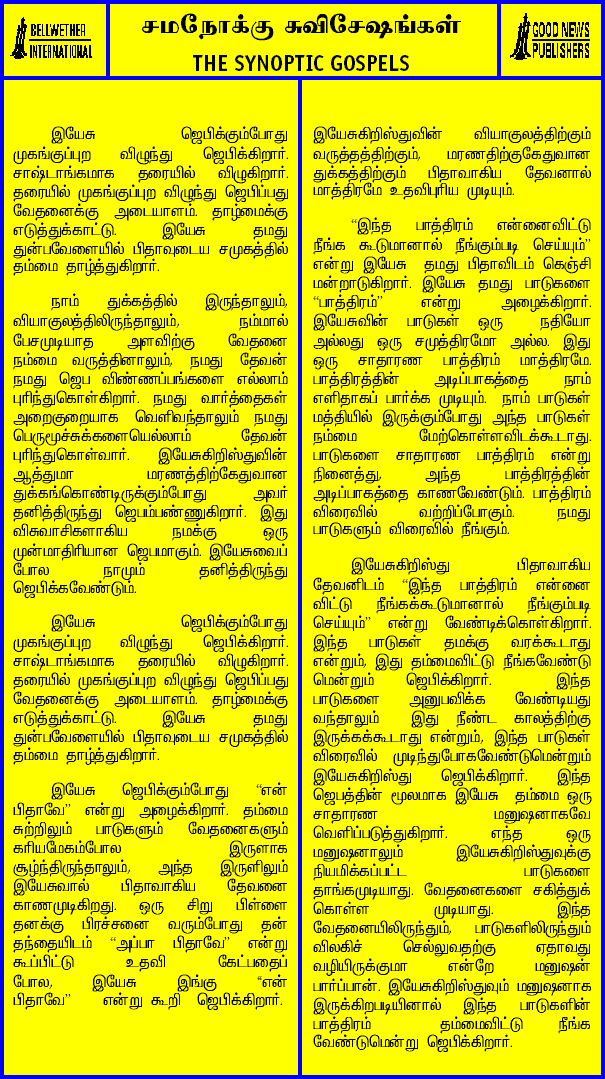 BELLWETHER
INTERNATIONAL
சமநோக்கு சுவிசேஷங்கள்
THE SYNOPTIC GOSPELS
GOOD NEWS
PUBLISHERS
இயேசு ஜெபிக்கும்போது
முகங்குப்புற விழுந்து ஜெபிக்கிறார்.
சாஷ்டாங்கமாக தரையில் விழுகிறார்.
தரையில் முகங்குப்புற விழுந்து ஜெபிப்பது
வேதனைக்கு அடையாளம். தாழ்மைக்கு
எடுத்துக்காட்டு. இயேசு தமது
துன்பவேளையில் பிதாவுடைய சமுகத்தில்
தம்மை தாழ்த்துகிறார்.
நாம் துக்கத்தில் இருந்தாலும்,
வியாகுலத்திலிருந்தாலும், நம்மால்
பேசமுடியாத அளவிற்கு வேதனை
நம்மை வருத்தினாலும், நமது தேவன்
நமது ஜெப விண்ணப்பங்களை எல்லாம்
புரிந்துகொள்கிறார். நமது வார்த்தைகள்
அறைகுறையாக வெளிவந்தாலும் நமது
பெருமூச்சுக்களையெல்லாம் தேவன்
புரிந்துகொள்வார். இயேசுகிறிஸ்துவின்
ஆத்துமா மரணத்திற்கேதுவான
துக்கங்கொண்டிருக்கும்போது அவர்
தனித்திருந்து ஜெபம்பண்ணுகிறார். இது
விசுவாசிகளாகிய நமக்கு ஒரு
முன்மாதிரியான ஜெபமாகும். இயேசுவைப்
போல நாமும் தனித்திருந்து
ஜெபிக்கவேண்டும்.
இயேசு ஜெபிக்கும்போது
முகங்குப்புற விழுந்து ஜெபிக்கிறார்.
சாஷ்டாங்கமாக தரையில் விழுகிறார்.
தரையில் முகங்குப்புற விழுந்து ஜெபிப்பது
வேதனைக்கு அடையாளம். தாழ்மைக்கு
எடுத்துக்காட்டு. இயேசு தமது
துன்பவேளையில் பிதாவுடைய சமுகத்தில்
தம்மை தாழ்த்துகிறார்.
இயேசு ஜெபிக்கும்போது “என்
பிதாவே” என்று அழைக்கிறார். தம்மை
சுற்றிலும் பாடுகளும் வேதனைகளும்
கரியமேகம்போல இருளாக
சூழ்ந்திருந்தாலும், அந்த இருளிலும்
இயேசுவால் பிதாவாகிய தேவனை
காணமுடிகிறது. ஒரு சிறு பிள்ளை
தனக்கு பிரச்சனை வரும்போது தன்
தந்தையிடம் “அப்பா பிதாவே” என்று
கூப்பிட்டு உதவி கேட்பதைப்
போல, இயேசு இங்கு “என்
பிதாவே” என்று கூறி ஜெபிக்கிறார்.
இயேசுகிறிஸ்துவின் வியாகுலத்திற்கும்
வருத்தத்திற்கும், மரணதிற்குகேதுவான
துக்கத்திற்கும் பிதாவாகிய தேவனால்
மாத்திரமே உதவிபுரிய முடியும்.
“இந்த பாத்திரம் என்னைவிட்டு
நீங்க கூடுமானால் நீங்கும்படி செய்யும்”
என்று இயேசு தமது பிதாவிடம் கெஞ்சி
மன்றாடுகிறார். இயேசு தமது பாடுகளை
“பாத்திரம்” என்று அழைக்கிறார்.
இயேசுவின் பாடுகள் ஒரு நதியோ
அல்லது ஒரு சமுத்திரமோ அல்ல. இது
ஒரு சாதாரண பாத்திரம் மாத்திரமே.
பாத்திரத்தின் அடிப்பாகத்தை நாம்
எளிதாகப் பார்க்க முடியும். நாம் பாடுகள்
மத்தியில் இருக்கும்போது அந்த பாடுகள்
நம்மை மேற்கொள்ளவிடக்கூடாது.
பாடுகளை சாதாரண பாத்திரம் என்று
நினைத்து, அந்த பாத்திரத்தின்
அடிப்பாகத்தை காணவேண்டும். பாத்திரம்
விரைவில் வற்றிப்போகும். நமது
பாடுகளும் விரைவில் நீங்கும்.
இயேசுகிறிஸ்து பிதாவாகிய
தேவனிடம் “இந்த பாத்திரம் என்னை
விட்டு நீங்கக்கூடுமானால் நீங்கும்படி
செய்யும்” என்று வேண்டிக்கொள்கிறார்.
இந்த பாடுகள் தமக்கு வரக்கூடாது
என்றும், இது தம்மைவிட்டு நீங்கவேண்டு
மென்றும் ஜெபிக்கிறார். இந்த
பாடுகளை அனுபவிக்க வேண்டியது
வந்தாலும் இது நீண்ட காலத்திற்கு
இருக்கக்கூடாது என்றும், இந்த பாடுகள்
விரைவில் முடிந்துபோகவேண்டுமென்றும்
இயேசுகிறிஸ்து ஜெபிக்கிறார். இந்த
ஜெபத்தின் மூலமாக இயேசு தம்மை ஒரு
சாதாரண மனுஷனாகவே
வெளிப்படுத்துகிறார். எந்த ஒரு
மனுஷனாலும் இயேசுகிறிஸ்துவுக்கு
நியமிக்கப்பட்ட பாடுகளை
தாங்கமுடியாது. வேதனைகளை சகித்துக்
கொள்ள முடியாது. இந்த
வேதனையிலிருந்தும், பாடுகளிலிருந்தும்
விலகிச் செல்லுவதற்கு ஏதாவது
வழியிருக்குமா என்றே மனுஷன்
பார்ப்பான். இயேசுகிறிஸ்துவும் மனுஷனாக
இருக்கிறபடியினால் இந்த பாடுகளின்
பாத்திரம் தம்மைவிட்டு நீங்க
வேண்டுமென்று ஜெபிக்கிறார்.